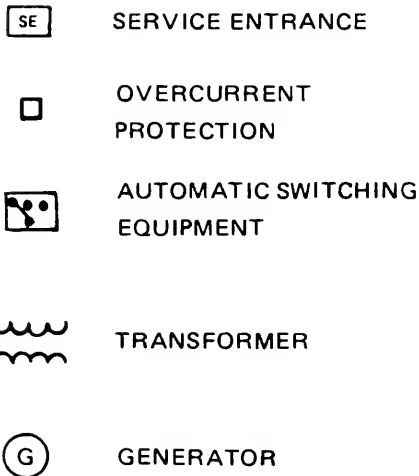 SE SERVICE ENTRANCE
OVERCURRENT
PROTECTION
AUTOMATIC SWITCHING
EQUIPMENT
TRANSFORMER
G GENERATOR